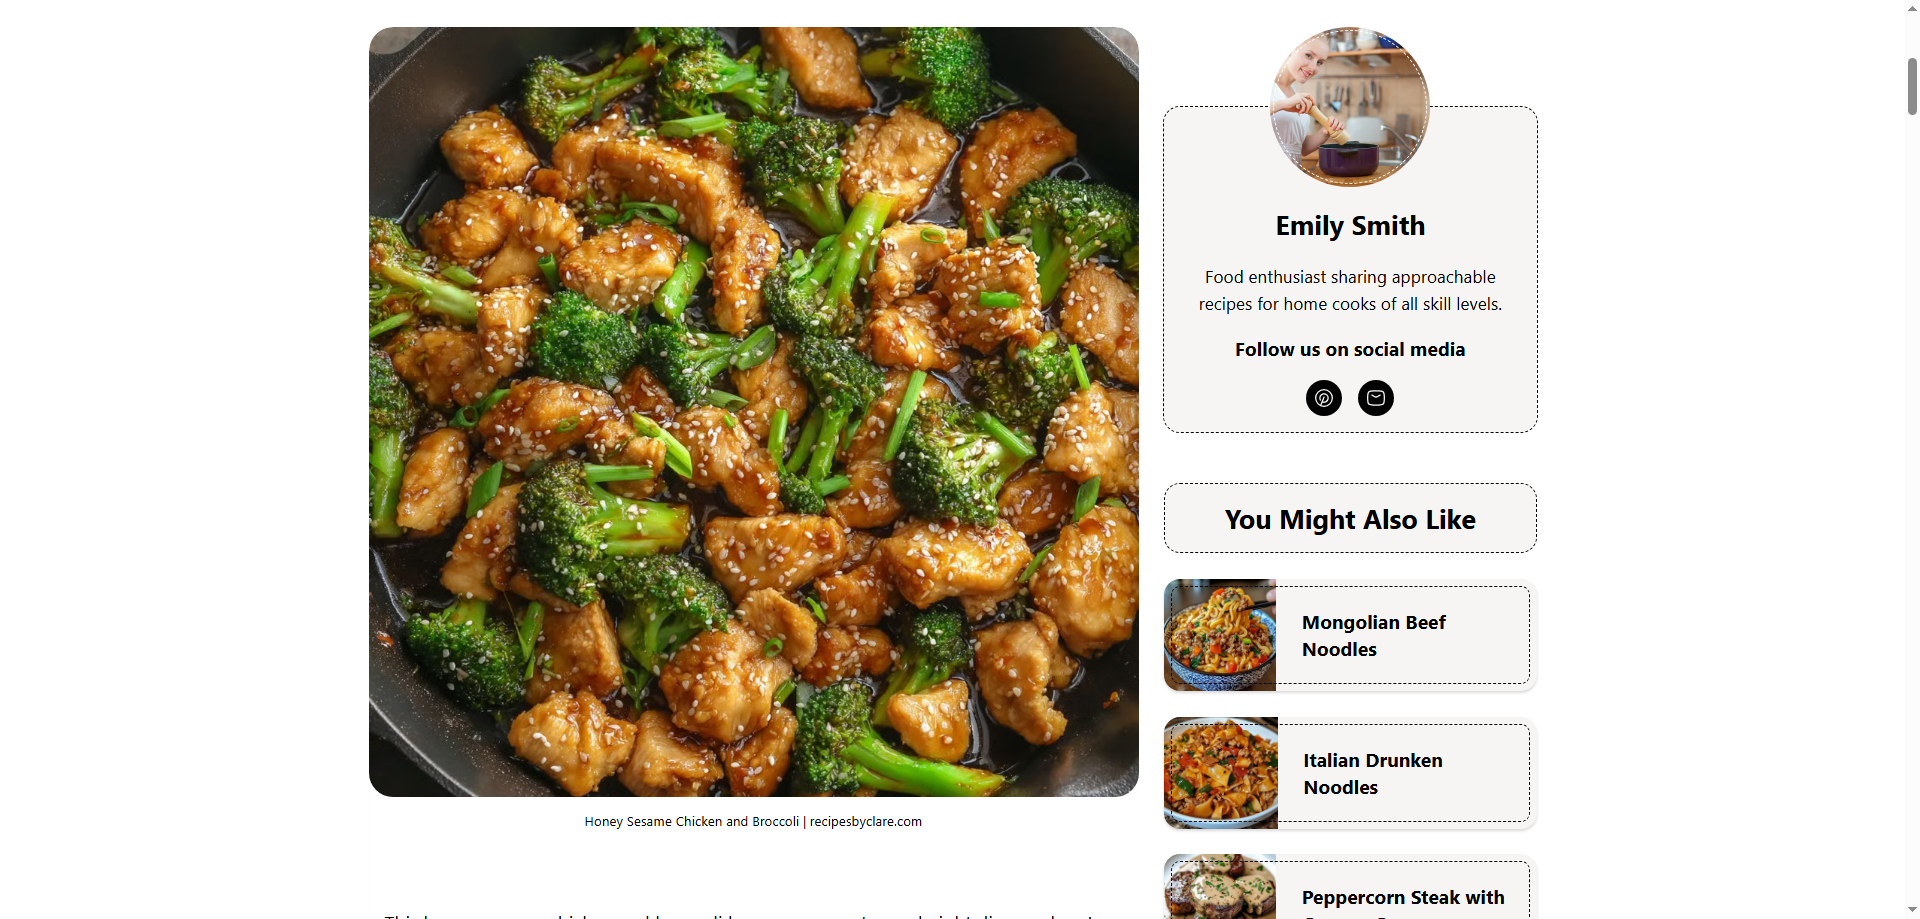 Honey Sesame Chicken and Broccoli | recipesbyclare.com
Emily Smith
Food enthusiast sharing approachable
recipes for home cooks of all skill levels.
Follow us on social media
You Might Also Like
Mongolian Beef
Noodles
Italian Drunken
Noodles
Peppercorn Steak with